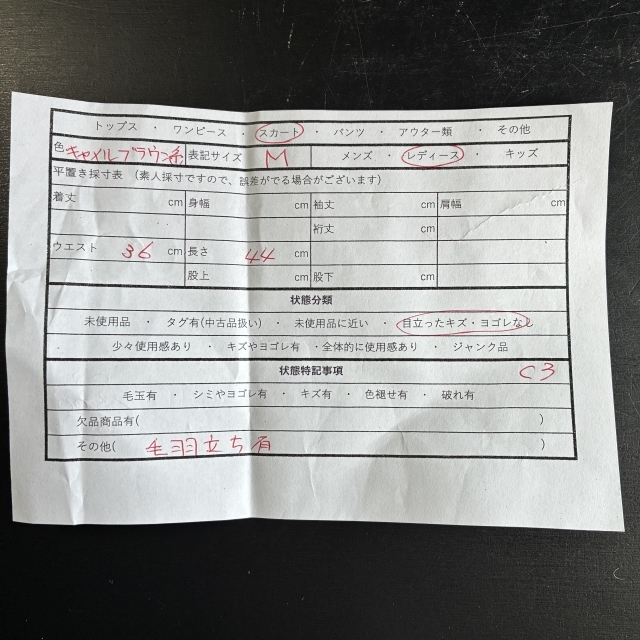 トップス ・ ワンピース ・ スカート ・ パンツ ・ アウター類 ・ その他
色 キャメルブラウン系 表記サイズ M メンズ ・ レディース ・ キッズ
平置き採寸表 (素人採寸ですので、誤差がでる場合がございます)
着丈 cm 身幅 cm 袖丈 cm 肩幅 cm
裄丈 cm
ウエスト 36 cm 長さ 44 cm
股上 cm 股下 cm
状態分類
未使用品 ・ タグ有(中古品扱い) ・ 未使用品に近い ・ 目立ったキズ・ヨゴレなし
少々使用感あり ・ キズやヨゴレ有 ・全体的に使用感あり ・ ジャンク品
状態特記事項 C3
毛玉有 ・ シミやヨゴレ有 ・ キズ有 ・ 色褪せ有 ・ 破れ有
欠品商品有( )
その他( 毛羽立ち有 )